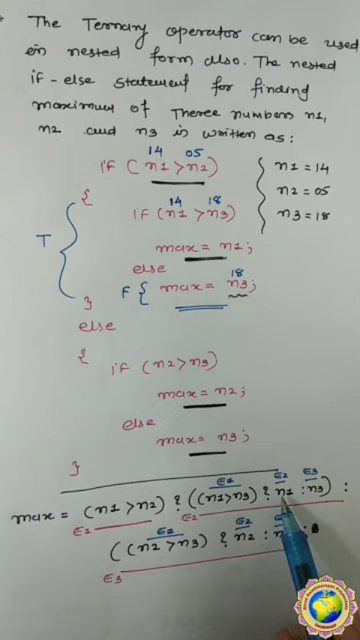 The Ternary operator can be used
in nested form also. The nested
if-else statement for finding
maximum of Theree numbers n1,
n2 and n3 is written as:
14 05
if (n1 > n2)
n1 = 14
n2 = 05
n3 = 18
{
14 18
if (n1 > n3)
T
max = n1;
else
18
F { max = n3;
}
else
{
if (n2 > n3)
max = n2;
else
max = n3;
}
E1 E2 E3
max = (n1 > n2) ? ((n1 > n3) ? n1 : n3) :
E1 E2
E1 E2
((n2 > n3) ? n2 :
E3